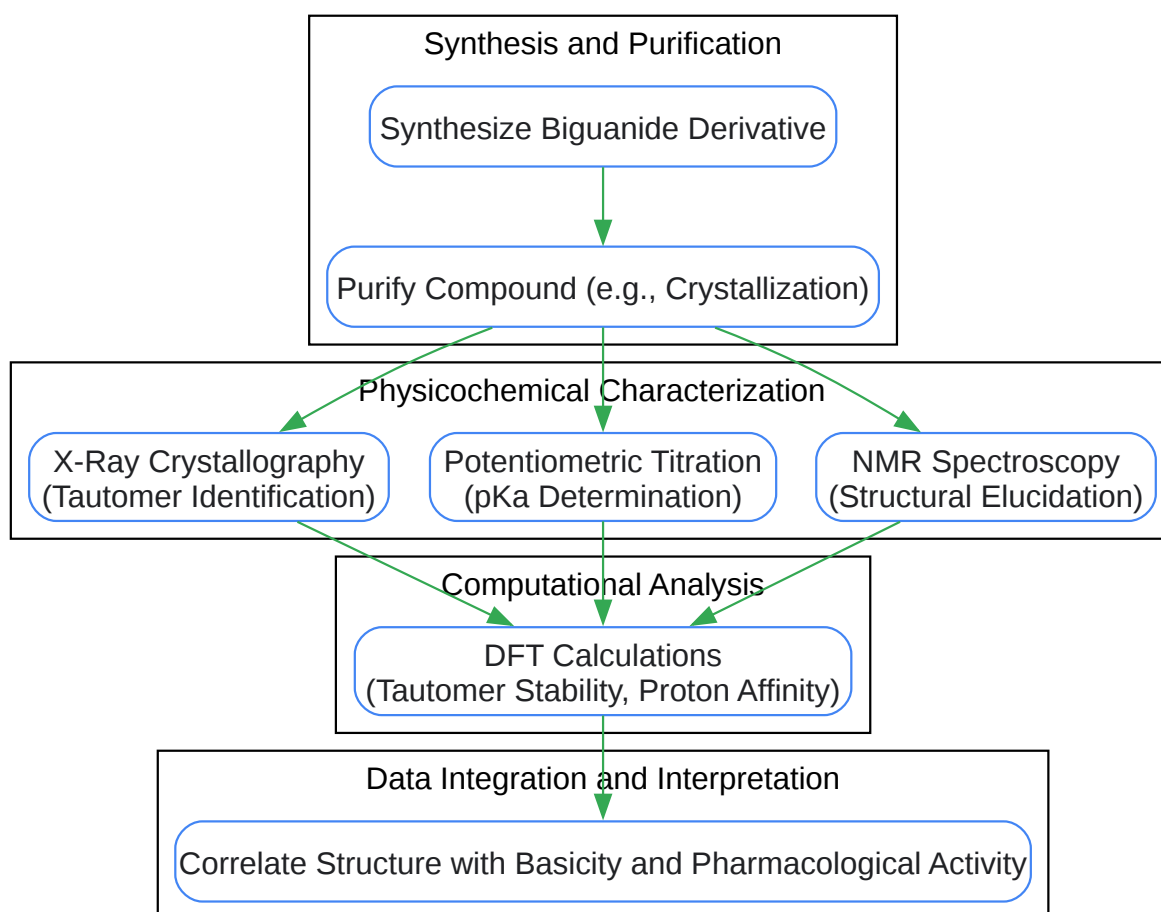 Synthesis and Purification
Synthesize Biguanide Derivative
Purify Compound (e.g., Crystallization)
Physicochemical Characterization
X-Ray Crystallography
(Tautomer Identification)
Potentiometric Titration
(pKa Determination)
NMR Spectroscopy
(Structural Elucidation)
Computational Analysis
DFT Calculations
(Tautomer Stability, Proton Affinity)
Data Integration and Interpretation
Correlate Structure with Basicity and Pharmacological Activity